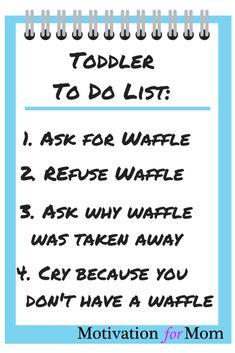 Toddler
To Do List:
1. Ask for Waffle
2. REfuse Waffle
3. Ask why waffle
was taken away
4. Cry because you
don't have a waffle
Motivation for Mom